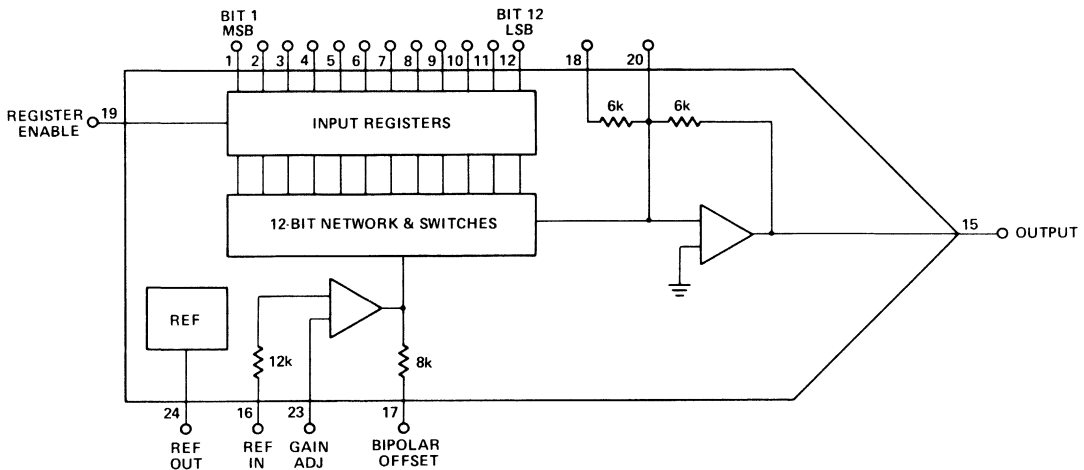 BIT 1
MSB
BIT 12
LSB
1 2 3 4 5 6 7 8 9 10 11 12
18 20
REGISTER
ENABLE
19
INPUT REGISTERS
6k 6k
12-BIT NETWORK & SWITCHES
15
OUTPUT
REF
12k
8k
24 16 23 17
REF
OUT
REF
IN
GAIN
ADJ
BIPOLAR
OFFSET